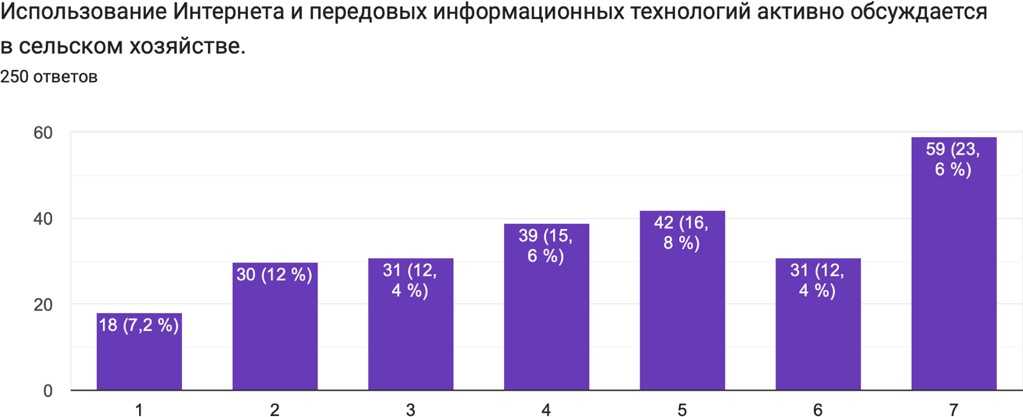 Использование Интернета и передовых информационных технологий активно обсуждается
в сельском хозяйстве.
250 ответов
60
40
20
0
18 (7,2 %)
30 (12 %)
31 (12,
4 %)
39 (15,
6 %)
42 (16,
8 %)
31 (12,
4 %)
59 (23,
6 %)
1 2 3 4 5 6 7